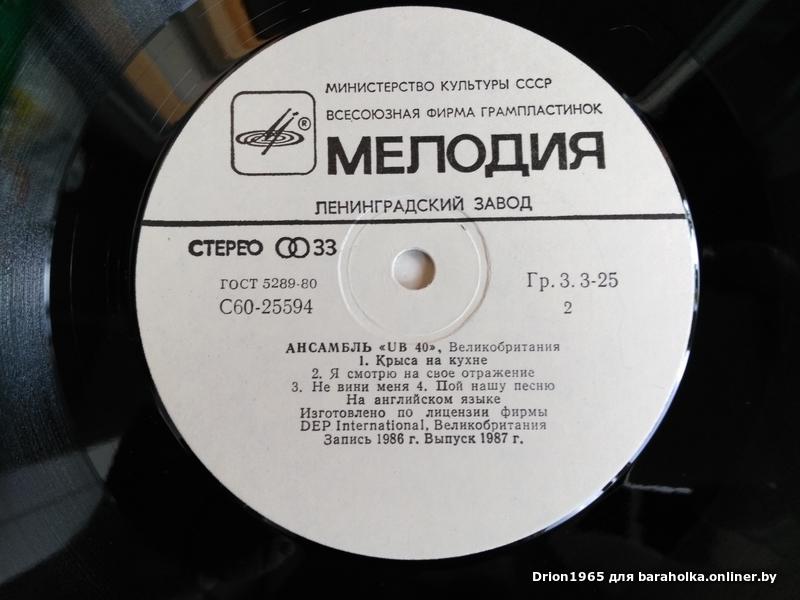 МИНИСТЕРСТВО КУЛЬТУРЫ СССР
ВСЕСОЮЗНАЯ ФИРМА ГРАМПЛАСТИНОК
®
МЕЛОДИЯ
ЛЕНИНГРАДСКИЙ ЗАВОД
СТЕРЕО 33
ГОСТ 5289-80
С60-25594
Гр. 3. 3-25
2
АНСАМБЛЬ «UB 40», Великобритания
1. Крыса на кухне
2. Я смотрю на свое отражение
3. Не вини меня 4. Пой нашу песню
На английском языке
Изготовлено по лицензии фирмы
DEP International, Великобритания
Запись 1986 г. Выпуск 1987 г.
Drion1965 для baraholka.onliner.by